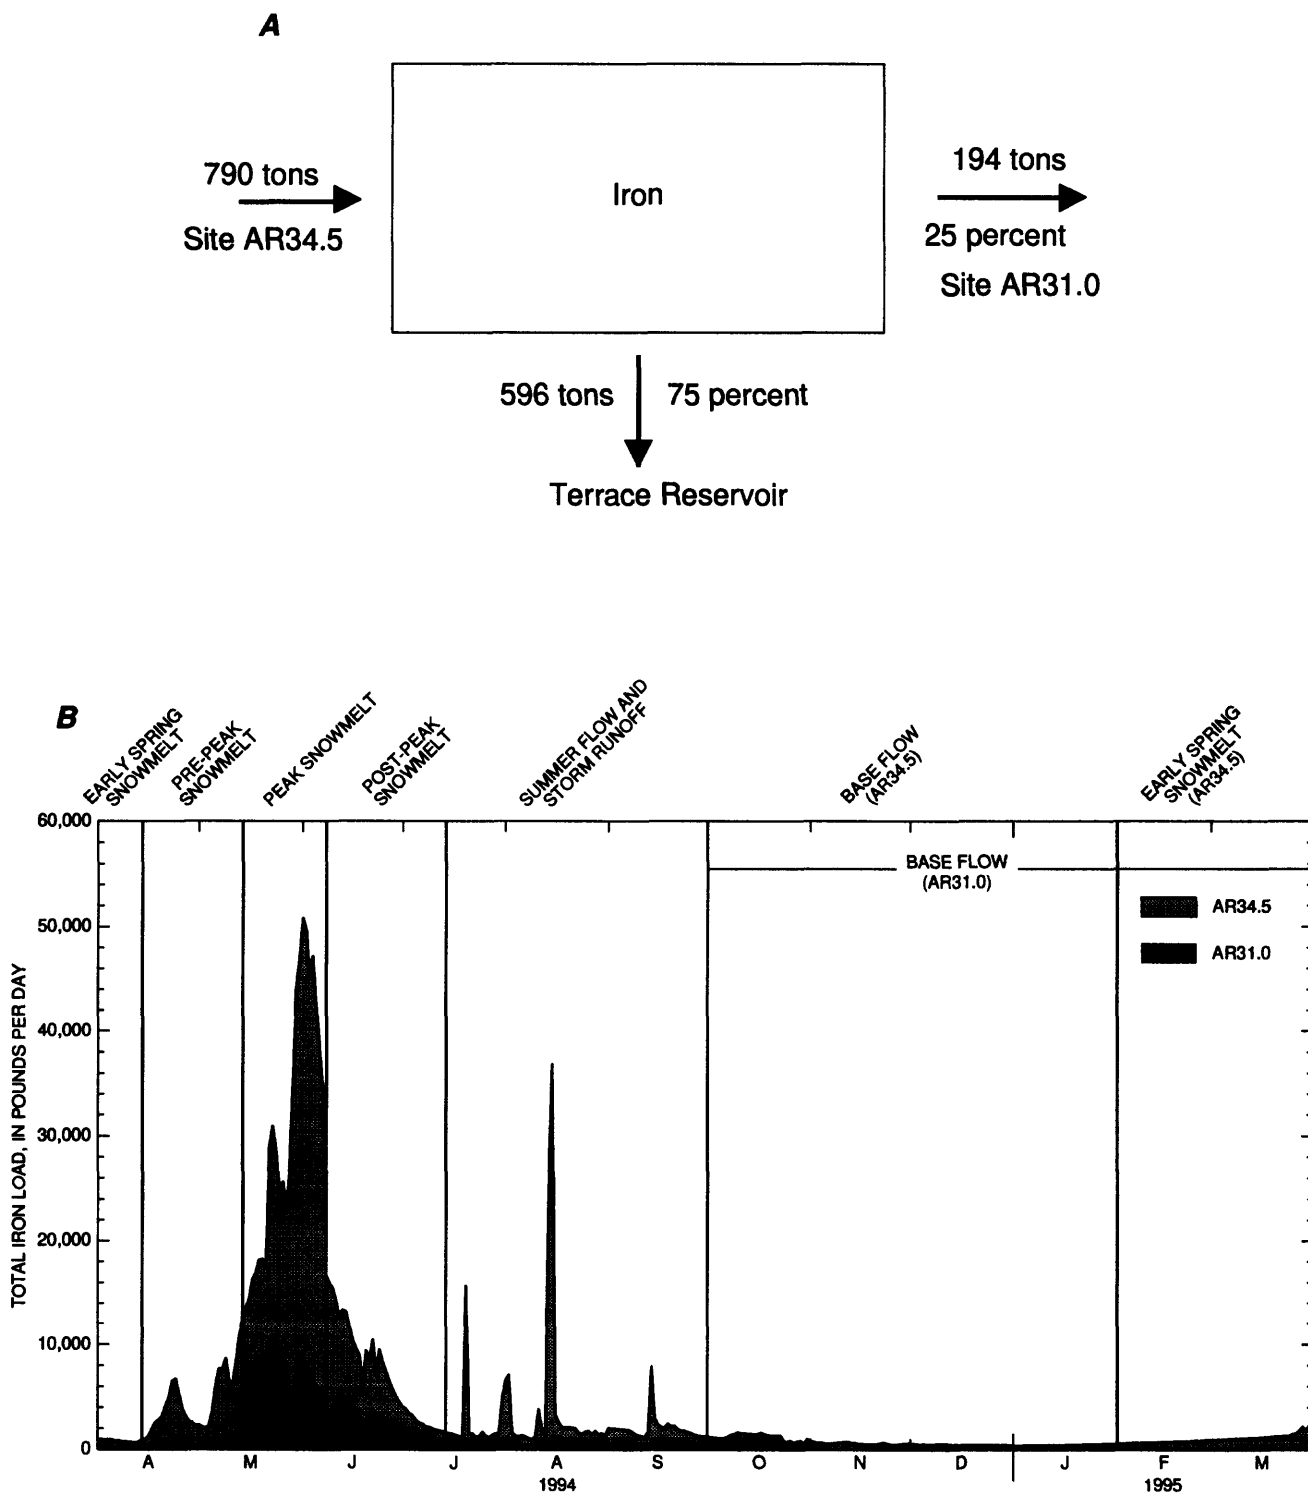 A
790 tons
Site AR34.5
Iron
194 tons
25 percent
Site AR31.0
596 tons
75 percent
Terrace Reservoir
B
EARLY SPRING
SNOWMELT
PRE-PEAK
SNOWMELT
PEAK SNOWMELT
POST-PEAK
SNOWMELT
SUMMER FLOW AND
STORM RUNOFF
BASE FLOW
(AR34.5)
EARLY SPRING
SNOWMELT
(AR34.5)
TOTAL IRON LOAD, IN POUNDS PER DAY
60,000
50,000
40,000
30,000
20,000
10,000
0
BASE FLOW
(AR31.0)
AR34.5
AR31.0
A M J J A S O N D J F M
1994 1995